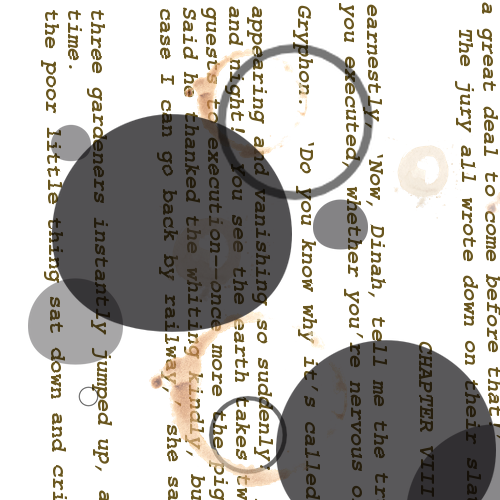 a great deal to come before that!
The jury all wrote down on their sla
CHAPTER VIII
earnestly, 'Now, Dinah, tell me the tr
you executed, whether you're nervous o
Gryphon. 'Do you know why it's called
appearing and vanishing so suddenly,
and night! You see the earth takes tw
guests to execution--once more the pig
Said he thanked the whiting kindly, bu
case I can go back by railway,' she sa
three gardeners instantly jumped up, a
time.
the poor little thing sat down and cri